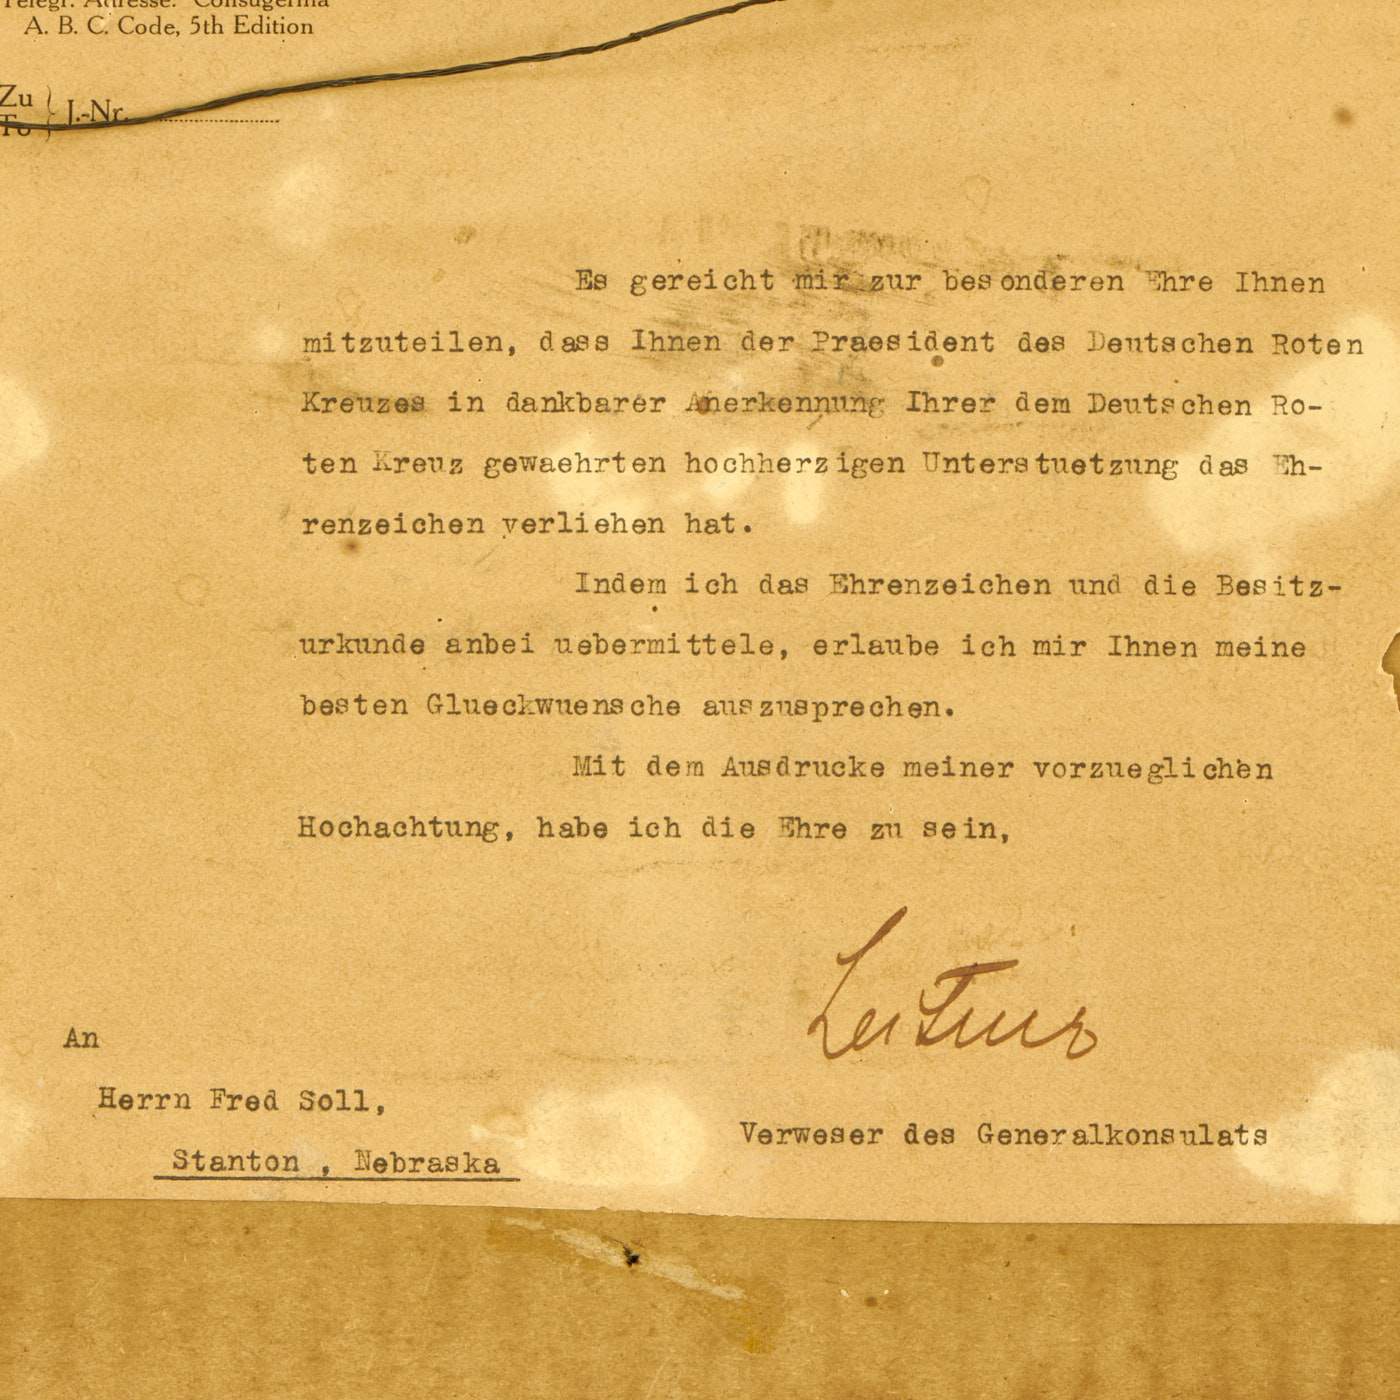 Telegr. Adresse: "Consugerma
A. B. C. Code, 5th Edition
Zu
To
J.-Nr.
Es gereicht mir zur besonderen Ehre Ihnen
mitzuteilen, dass Ihnen der Praesident des Deutschen Roten
Kreuzes in dankbarer Anerkennung Ihrer dem Deutschen Ro-
ten Kreuz gewaehrten hochherzigen Unterstuetzung das Eh-
renzeichen verliehen hat.
Indem ich das Ehrenzeichen und die Besitz-
urkunde anbei uebermittele, erlaube ich mir Ihnen meine
besten Glueckwuensche auszusprechen.
Mit dem Ausdrucke meiner vorzueglichen
Hochachtung, habe ich die Ehre zu sein,
An
Herrn Fred Soll,
Verweser des Generalkonsulats
Stanton , Nebraska